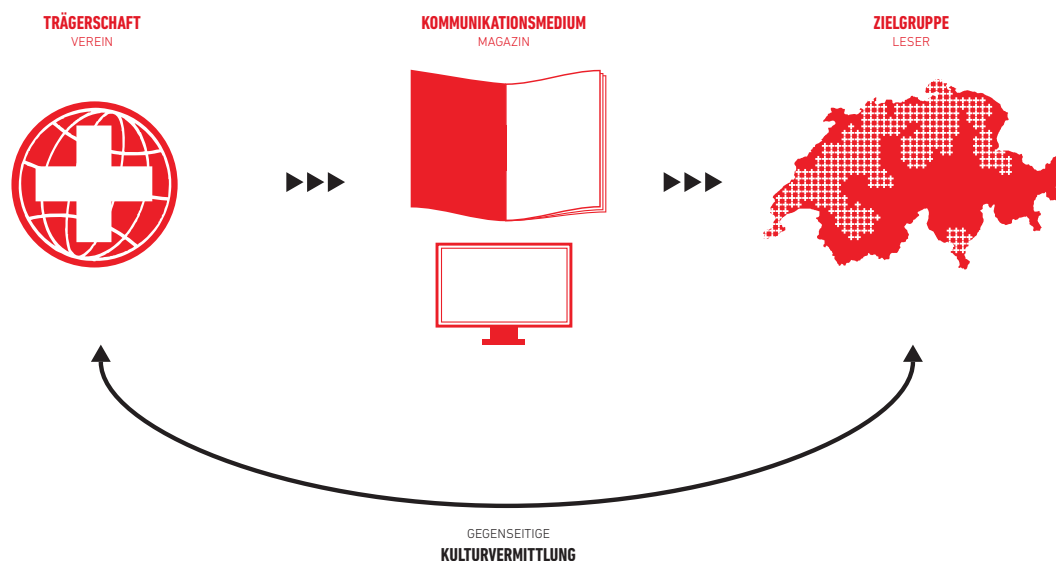 TRÄGERSCHAFT
VEREIN
KOMMUNIKATIONSMEDIUM
MAGAZIN
ZIELGRUPPE
LESER
GEGENSEITIGE
KULTURVERMITTLUNG